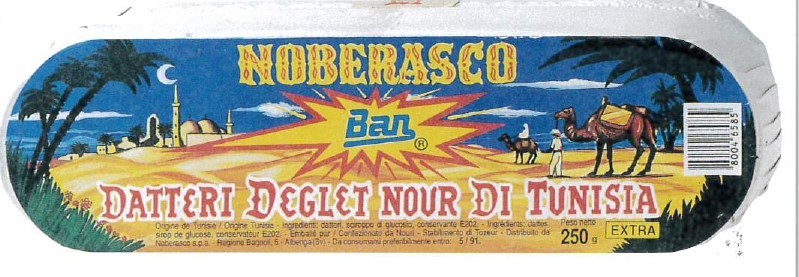 NOBERASCO
Ban ®
DATTERI DEGLET NOUR DI TUNISIA
Origine de Tunisie / Origine Tunisio - Ingredienti: datteri, sciroppo di glucosio, conservante E202. - Ingrédients: dattes,
sirop de glucose, conservateur E202. - Emballé par / Confezionato da Nouri - Stabilimento di Tozeur - Distribuito da
Noberasco s.p.a. - Regione Bagnoli, 5 - Albenga (Sv) - Da consumarsi preferibilmente entro: 5/91.
Peso netto
250 g
EXTRA
80046585